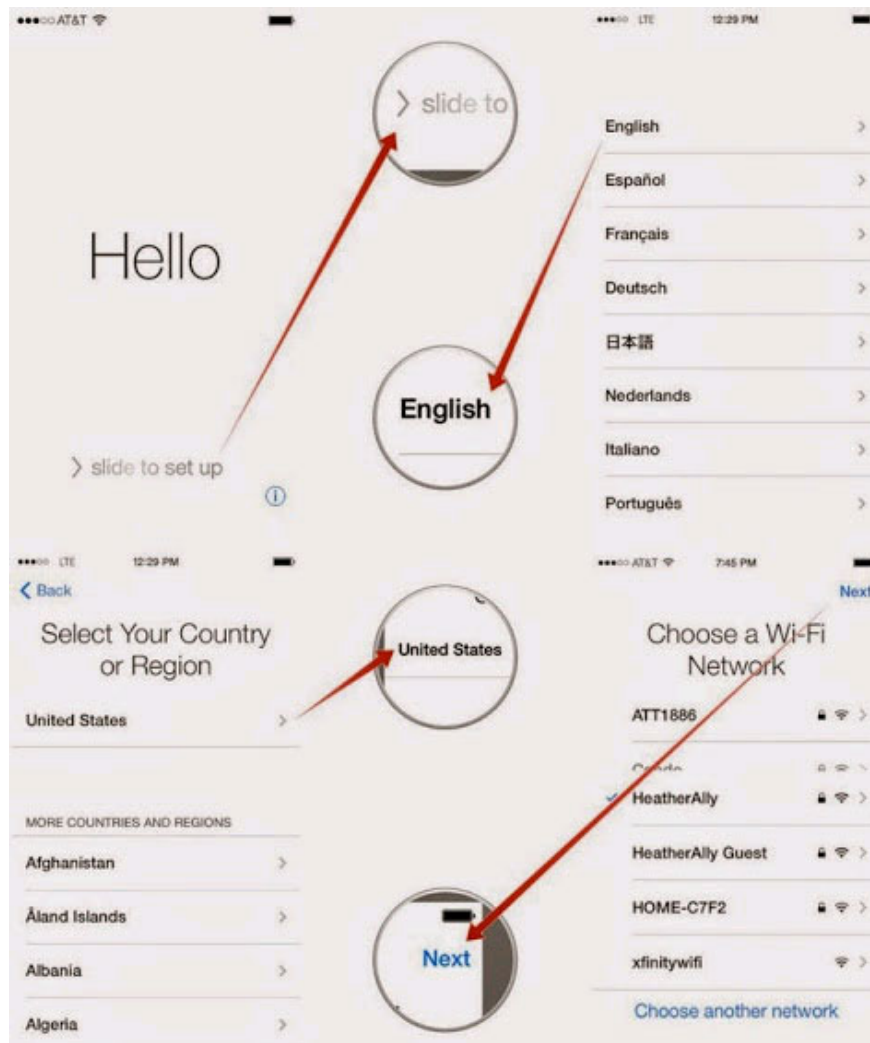 AT&T
Hello
> slide to set up
> slide to
English
LTE 12:29 PM
English
Español
Français
Deutsch
日本語
Nederlands
Italiano
Português
LTE 12:29 PM
Back
Select Your Country
or Region
United States
MORE COUNTRIES AND REGIONS
Afghanistan
Åland Islands
Albania
Algeria
United States
Next
AT&T 7:45 PM
Next
Choose a Wi-Fi
Network
ATT1886
HeatherAlly
HeatherAlly Guest
HOME-C7F2
xfinitywifi
Choose another network